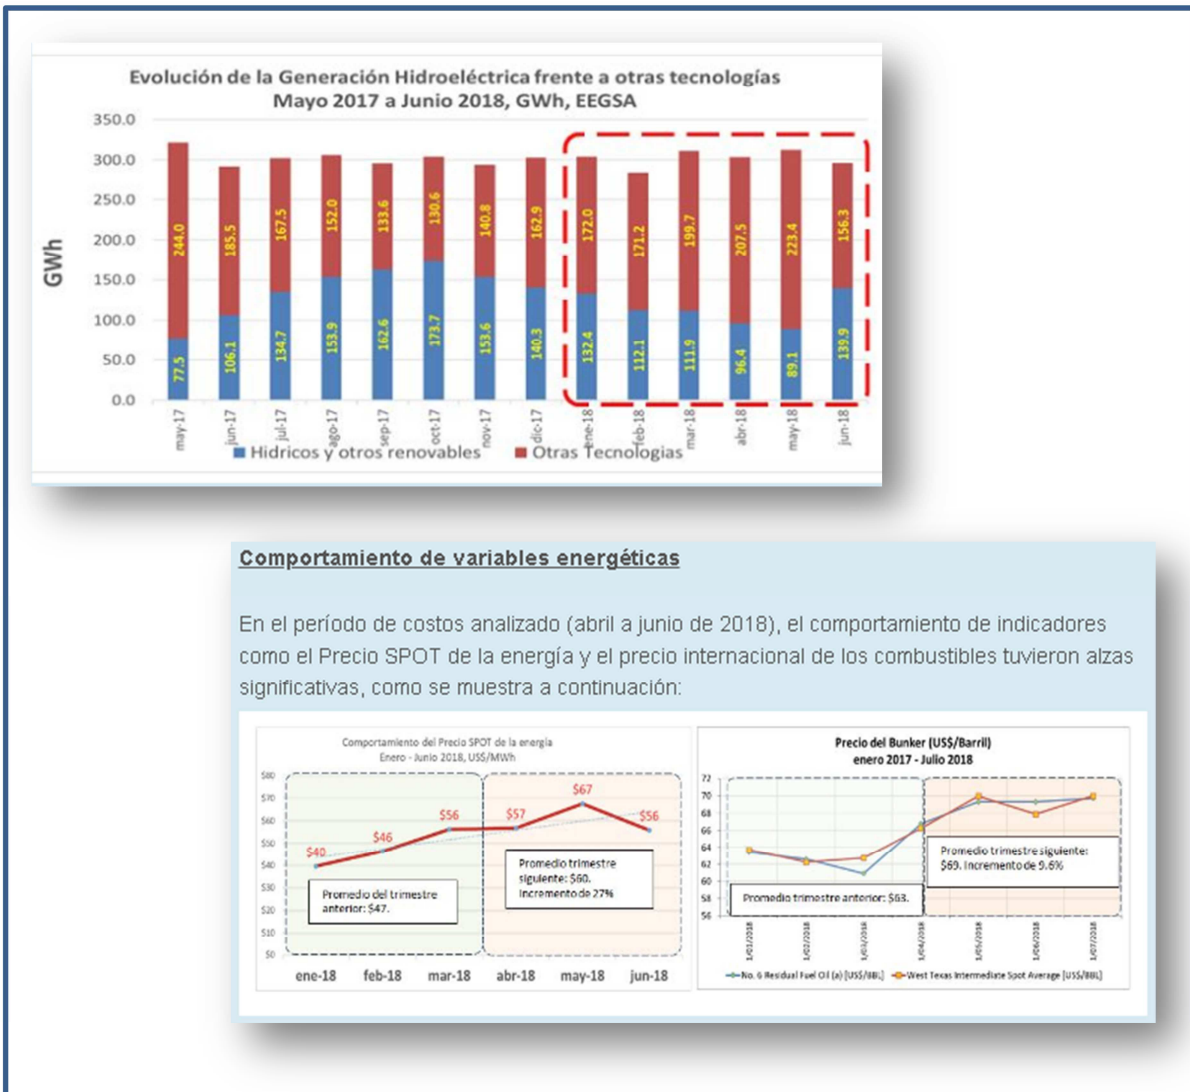 Evolución de la Generación Hidroeléctrica frente a otras tecnologías
Mayo 2017 a Junio 2018, GWh, EEGSA
GWh
350.0
300.0
250.0
200.0
150.0
100.0
50.0
0.0
244.0 185.5 167.5 152.0 133.6 130.6 140.8 162.9 172.0 171.2 199.7 207.5 223.4 156.3
77.5 106.1 134.7 153.9 162.6 173.7 153.6 140.3 132.4 112.1 111.9 96.4 89.1 139.9
may-17 jun-17 jul-17 ago-17 sep-17 oct-17 nov-17 dic-17 ene-18 feb-18 mar-18 abr-18 may-18 jun-18
Hidricos y otros renovables Otras Tecnologias
Comportamiento de variables energéticas
En el período de costos analizado (abril a junio de 2018), el comportamiento de indicadores
como el Precio SPOT de la energía y el precio internacional de los combustibles tuvieron alzas
significativas, como se muestra a continuación:
Comportamiento del Precio SPOT de la energía
Enero - Junio 2018, US$/MWh
$80
$70
$60
$50
$40
$30
$20
$10
$0
$40 $46 $56 $57 $67 $56
Promedio del trimestre
anterior: $47.
Promedio trimestre
siguiente: $60.
Incremento de 27%
ene-18 feb-18 mar-18 abr-18 may-18 jun-18
Precio del Bunker (US$/Barril)
enero 2017 - Julio 2018
72
70
68
66
64
62
60
58
56
Promedio trimestre siguiente:
$69. Incremento de 9.6%
Promedio trimestre anterior: $63.
1/01/2018 1/02/2018 1/03/2018 1/04/2018 1/05/2018 1/06/2018 1/07/2018
No. 6 Residual Fuel Oil (a) [US$/BBL] West Texas Intermediate Spot Average [US$/BBL]